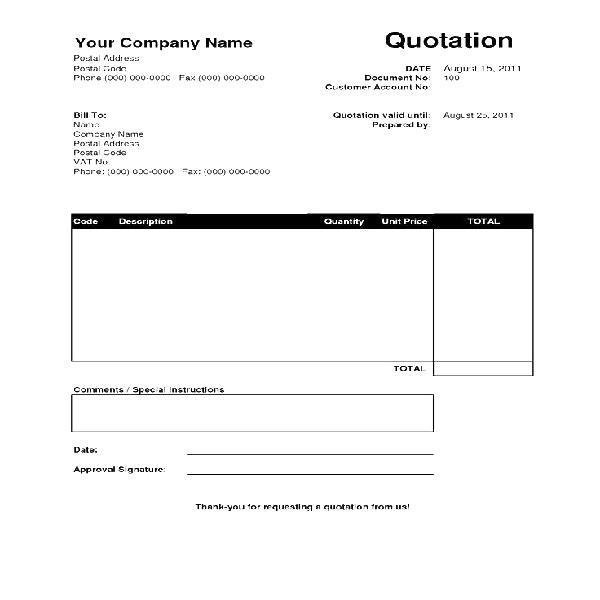 Your Company Name
Quotation
Postal Address
Postal Code
Phone (000) 000-0000 Fax (000) 000-0000
DATE August 15, 2011
Document No: 100
Customer Account No:
Bill To:
Name
Company Name
Postal Address
Postal Code
VAT No
Phone: (000) 000-0000 Fax: (000) 000-0000
Quotation valid until: August 25, 2011
Prepared by:
Code Description Quantity Unit Price TOTAL
TOTAL
Comments / Special Instructions
Date:
Approval Signature:
Thank-you for requesting a quotation from us!